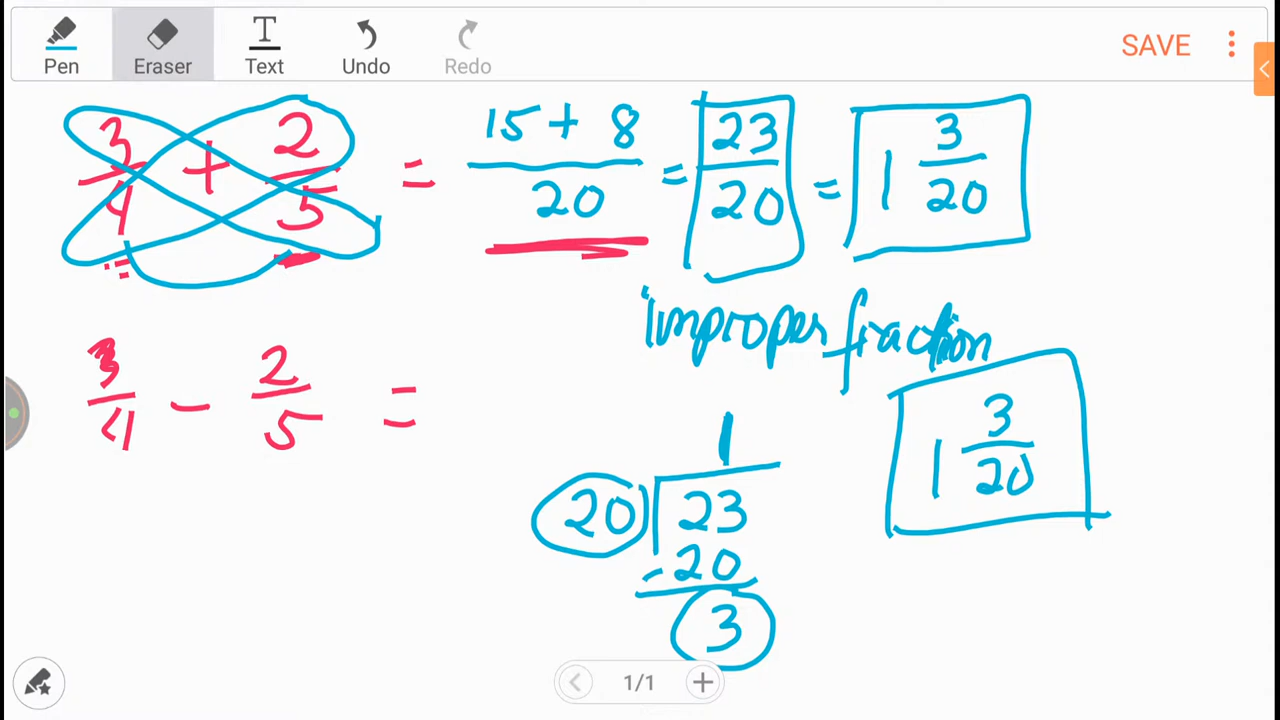 Pen Eraser Text Undo Redo SAVE
3/4 + 2/5 = 15 + 8/20 = 23/20 = 1 3/20
improper fraction
3/4 - 2/5 =
1 3/20
1
20) 23
- 20
3
1/1